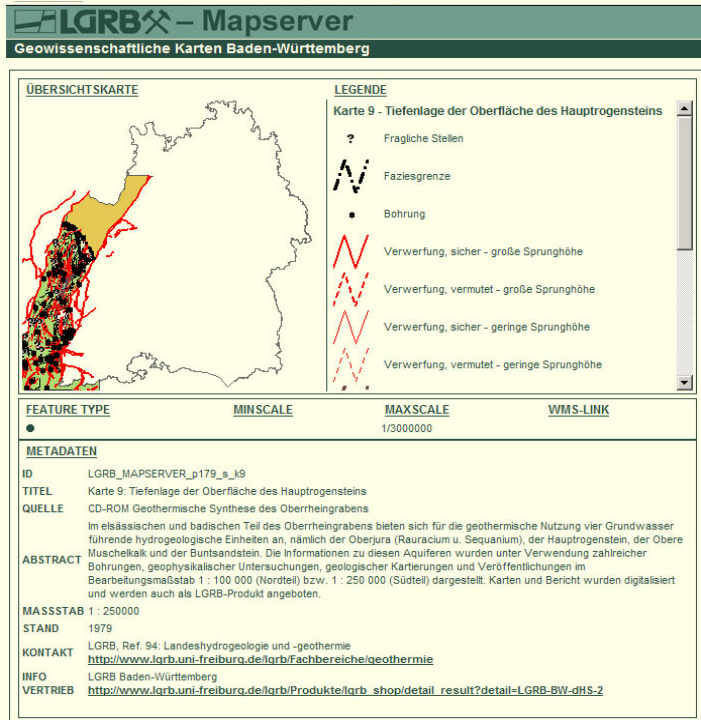 LGRB – Mapserver
Geowissenschaftliche Karten Baden-Württemberg
ÜBERSICHTSKARTE
LEGENDE
Karte 9 - Tiefenlage der Oberfläche des Hauptrogensteins
? Fragliche Stellen
Faziesgrenze
Bohrung
Verwerfung, sicher - große Sprunghöhe
Verwerfung, vermutet - große Sprunghöhe
Verwerfung, sicher - geringe Sprunghöhe
Verwerfung, vermutet - geringe Sprunghöhe
FEATURE TYPE MINSCALE MAXSCALE WMS-LINK
1/3000000
METADATEN
ID LGRB_MAPSERVER_p179_s_k9
TITEL Karte 9: Tiefenlage der Oberfläche des Hauptrogensteins
QUELLE CD-ROM Geothermische Synthese des Oberrheingrabens
ABSTRACT Im elsässischen und badischen Teil des Oberrheingrabens bieten sich für die geothermische Nutzung vier Grundwasser
führende hydrogeologische Einheiten an, nämlich der Oberjura (Rauracium u. Sequanium), der Hauptrogenstein, der Obere
Muschelkalk und der Buntsandstein. Die Informationen zu diesen Aquiferen wurden unter Verwendung zahlreicher
Bohrungen, geophysikalischer Untersuchungen, geologischer Kartierungen und Veröffentlichungen im
Bearbeitungsmaßstab 1 : 100 000 (Nordteil) bzw. 1 : 250 000 (Südteil) dargestellt. Karten und Bericht wurden digitalisiert
und werden auch als LGRB-Produkt angeboten.
MASSSTAB 1 : 250000
STAND 1979
KONTAKT LGRB, Ref. 94: Landeshydrogeologie und -geothermie
http://www.lgrb.uni-freiburg.de/lgrb/Fachbereiche/geothermie
INFO LGRB Baden-Württemberg
VERTRIEB http://www.lgrb.uni-freiburg.de/lgrb/Produkte/lgrb_shop/detail_result?detail=LGRB-BW-dHS-2